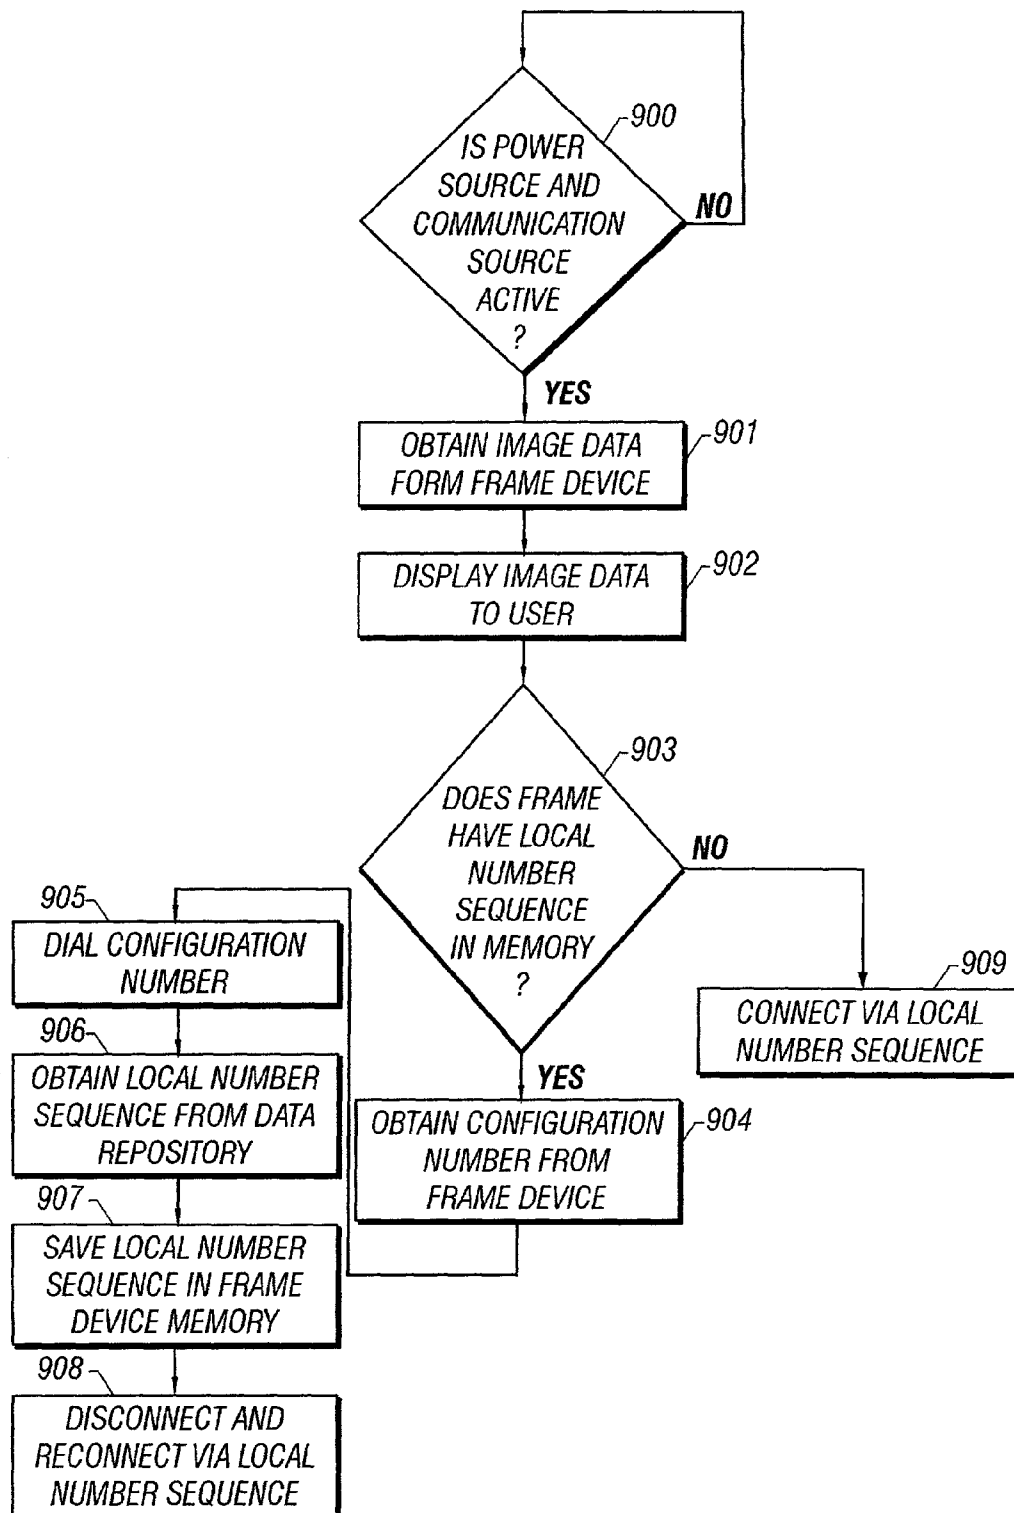 900
IS POWER
SOURCE AND
COMMUNICATION
SOURCE
ACTIVE
?
NO
YES
901
OBTAIN IMAGE DATA
FORM FRAME DEVICE
902
DISPLAY IMAGE DATA
TO USER
903
DOES FRAME
HAVE LOCAL
NUMBER
SEQUENCE
IN MEMORY
?
NO
YES
909
CONNECT VIA LOCAL
NUMBER SEQUENCE
904
OBTAIN CONFIGURATION
NUMBER FROM
FRAME DEVICE
905
DIAL CONFIGURATION
NUMBER
906
OBTAIN LOCAL NUMBER
SEQUENCE FROM DATA
REPOSITORY
907
SAVE LOCAL NUMBER
SEQUENCE IN FRAME
DEVICE MEMORY
908
DISCONNECT AND
RECONNECT VIA LOCAL
NUMBER SEQUENCE